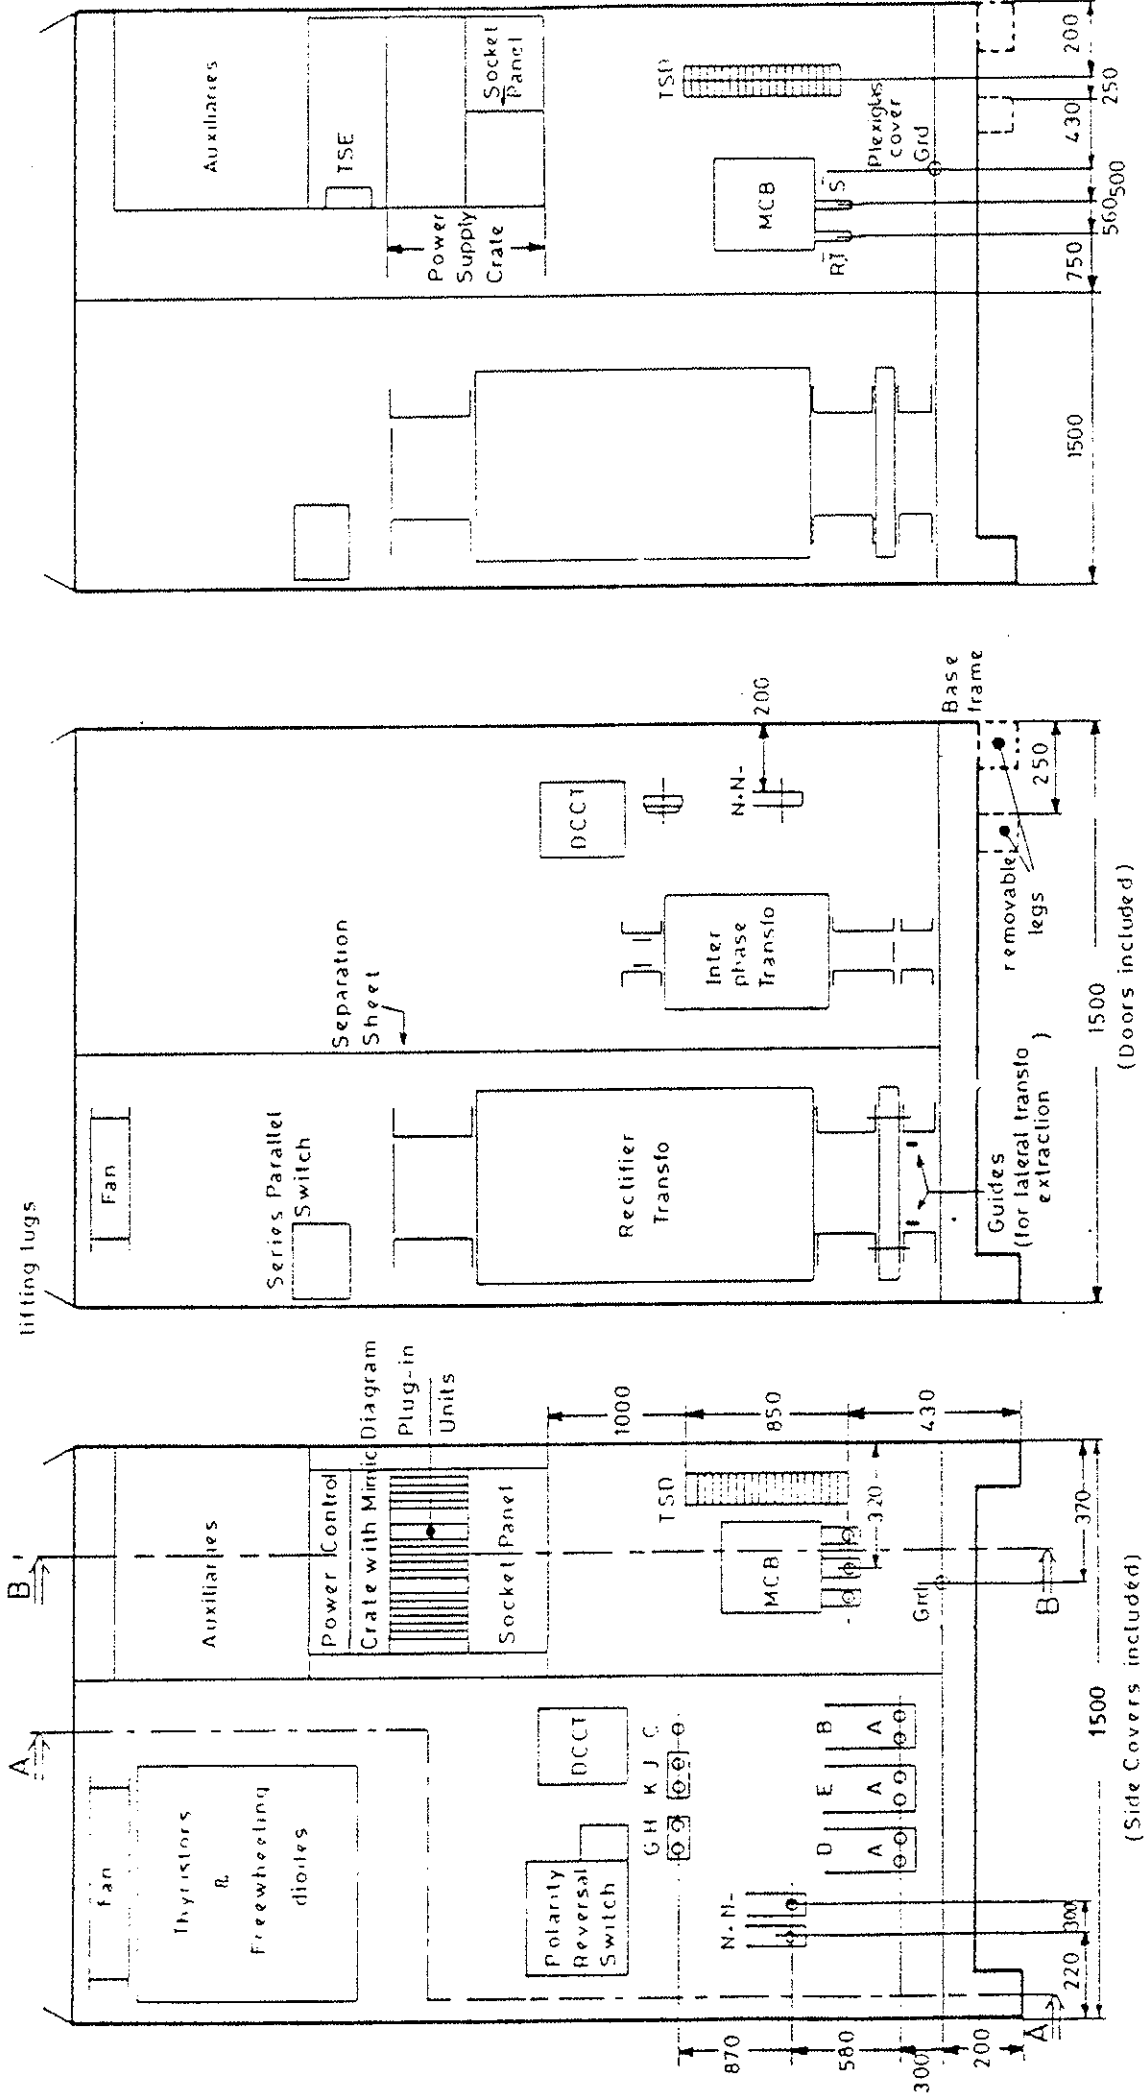 A
B
lifting lugs
fan
Thyristors
&
Freewheeling
diodes
Auxiliaries
Power Control
Crate with Mimic Diagram
Plug-in
Units
Socket Panel
Polarity
Reversal
Switch
DCCT
G H K J C
TSD
MCB
1000
850
430
N+ N-
D E B
A A A
320
Grd
370
B
870
580
300
200
220
300
A
1500
(Side Covers included)
Fan
Series Parallel
Switch
Separation
Sheet
Rectifier
Transfo
Inter
phase
Transfo
DCCT
N+N-
200
Base
frame
Guides
(for lateral transfo
extraction )
removable
legs
250
1500
(Doors included)
Auxiliaries
TSE
Power
Supply
Crate
Socket
Panel
MCB
TSD
R T S
Plexiglas
cover
Grd
1500
750
560
500
430
250
200